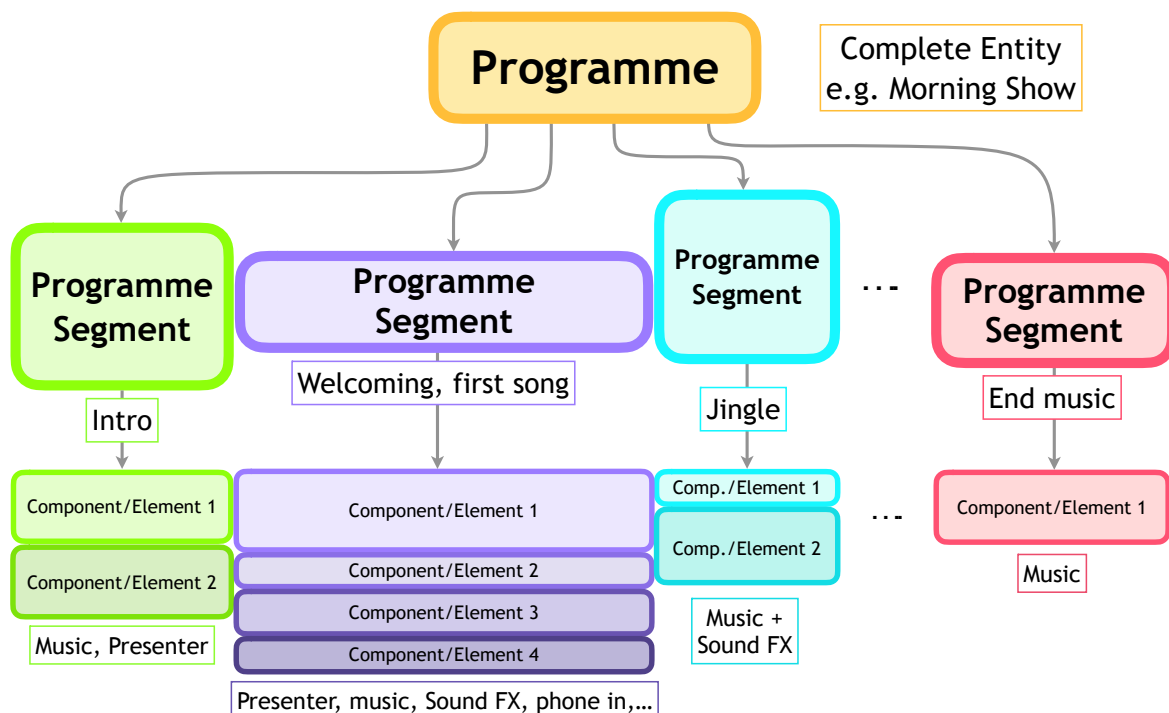 Programme
Complete Entity
e.g. Morning Show
Programme
Segment
Programme
Segment
Programme
Segment
...
Programme
Segment
Intro
Welcoming, first song
Jingle
End music
Component/Element 1
Component/Element 2
Music, Presenter
Component/Element 1
Component/Element 2
Component/Element 3
Component/Element 4
Presenter, music, Sound FX, phone in,...
Comp./Element 1
Comp./Element 2
Music +
Sound FX
...
Component/Element 1
Music